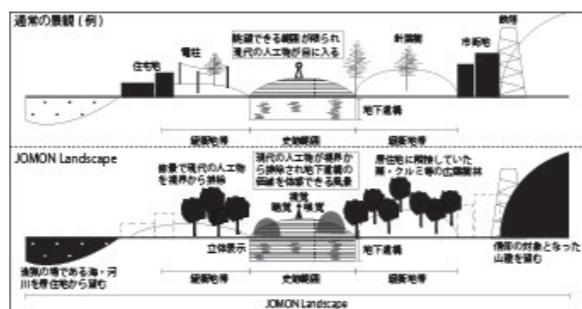 通常の景観(例)
鉄塔
眺望できる範囲が限られ
現代の人工物が目に入る
針葉樹
市街地
電柱
住宅地
地下遺構
緩衝地帯
史跡範囲
緩衝地帯
JOMON Landscape
修景で現代の人工物
を視界から排除
現代の人工物が視界か
ら排除され地下遺構の
価値を体感できる風景
居住地に隣接していた
栗・クルミ等の広葉樹林
視覚
聴覚
嗅覚
立体表示
地下遺構
漁猟の場である海・河
川を居住地から望む
信仰の対象となった
山陵を望む
緩衝地帯
史跡範囲
緩衝地帯
JOMON Landscape